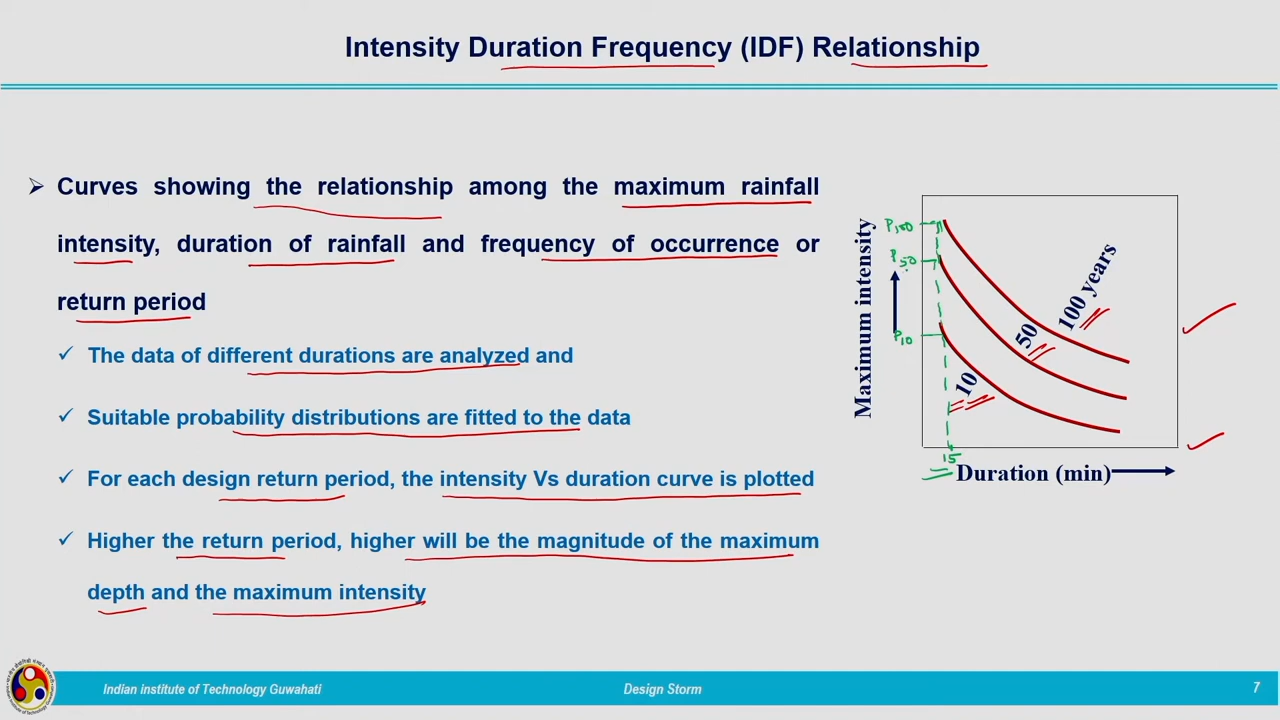 Intensity Duration Frequency (IDF) Relationship
Curves showing the relationship among the maximum rainfall
intensity, duration of rainfall and frequency of occurrence or
return period
The data of different durations are analyzed and
Suitable probability distributions are fitted to the data
For each design return period, the intensity Vs duration curve is plotted
Higher the return period, higher will be the magnitude of the maximum
depth and the maximum intensity
Maximum intensity
P100
P50
P10
100 years
50
10
15
Duration (min)
Indian institute of Technology Guwahati
Design Storm
7